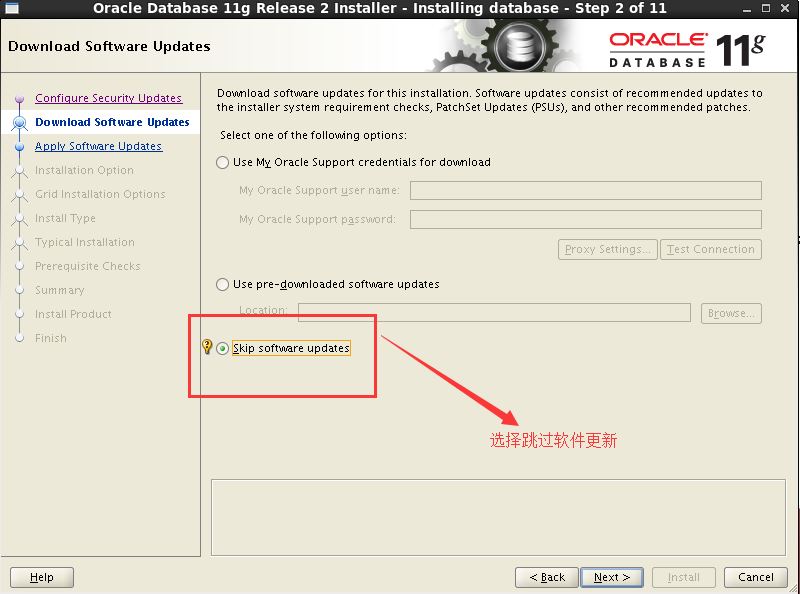 Oracle Database 11g Release 2 Installer - Installing database - Step 2 of 11
Download Software Updates
ORACLE
DATABASE
11g
Configure Security Updates
Download Software Updates
Apply Software Updates
Installation Option
Grid Installation Options
Install Type
Typical Installation
Prerequisite Checks
Summary
Install Product
Finish
Download software updates for this installation. Software updates consist of recommended updates to
the installer system requirement checks, PatchSet Updates (PSUs), and other recommended patches.
Select one of the following options:
Use My Oracle Support credentials for download
My Oracle Support user name:
My Oracle Support password:
Proxy Settings...
Test Connection
Use pre-downloaded software updates
Location:
Browse...
Skip software updates
选择跳过软件更新
Help
< Back
Next >
Install
Cancel